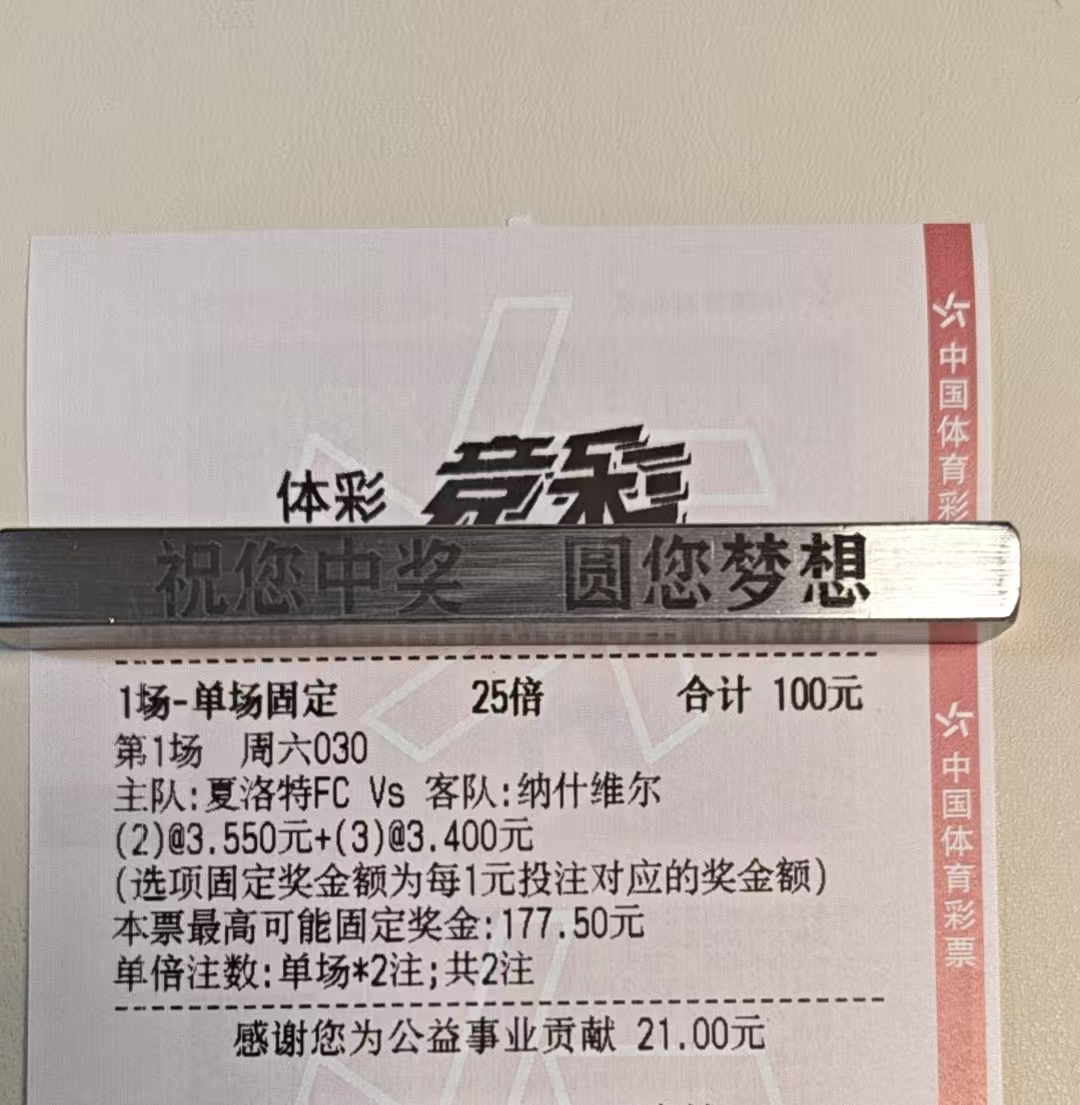 体彩 竞彩
祝您中奖 圆您梦想
1场-单场固定 25倍 合计 100元
第1场 周六030
主队:夏洛特FC Vs 客队:纳什维尔
(2)@3.550元+(3)@3.400元
(选项固定奖金额为每1元投注对应的奖金额)
本票最高可能固定奖金:177.50元
单倍注数:单场*2注;共2注
感谢您为公益事业贡献 21.00元
中国体育彩
中国体育彩票